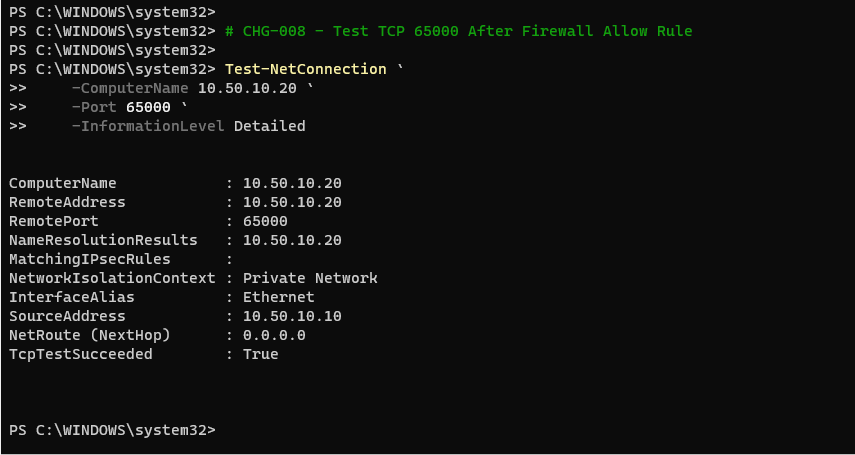 PS C:\WINDOWS\system32>
PS C:\WINDOWS\system32> # CHG-008 - Test TCP 65000 After Firewall Allow Rule
PS C:\WINDOWS\system32>
PS C:\WINDOWS\system32> Test-NetConnection `
>>     -ComputerName 10.50.10.20 `
>>     -Port 65000 `
>>     -InformationLevel Detailed
ComputerName            : 10.50.10.20
RemoteAddress           : 10.50.10.20
RemotePort              : 65000
NameResolutionResults   : 10.50.10.20
MatchingIPsecRules      :
NetworkIsolationContext : Private Network
InterfaceAlias          : Ethernet
SourceAddress           : 10.50.10.10
NetRoute (NextHop)      : 0.0.0.0
TcpTestSucceeded        : True
PS C:\WINDOWS\system32>